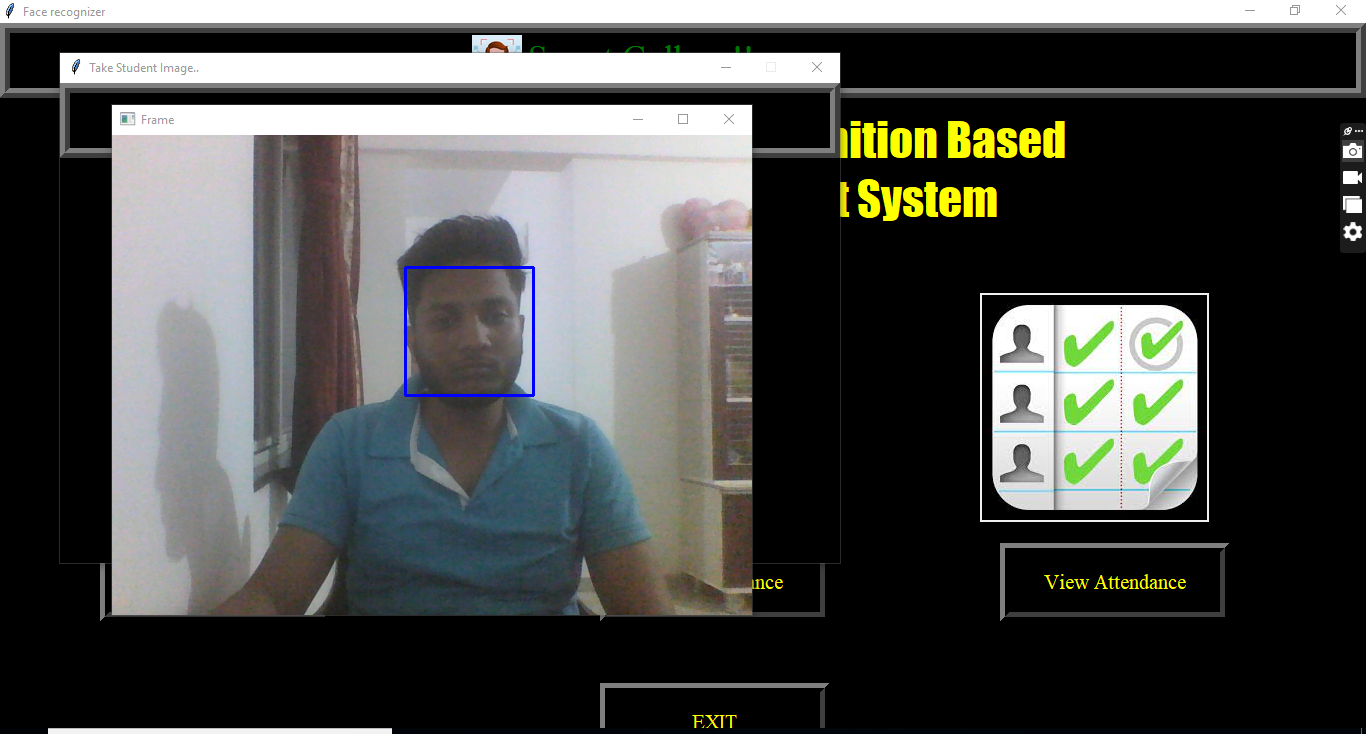 Face recognizer
Take Student Image..
Frame
nition Based
t System
ance
View Attendance
EXIT